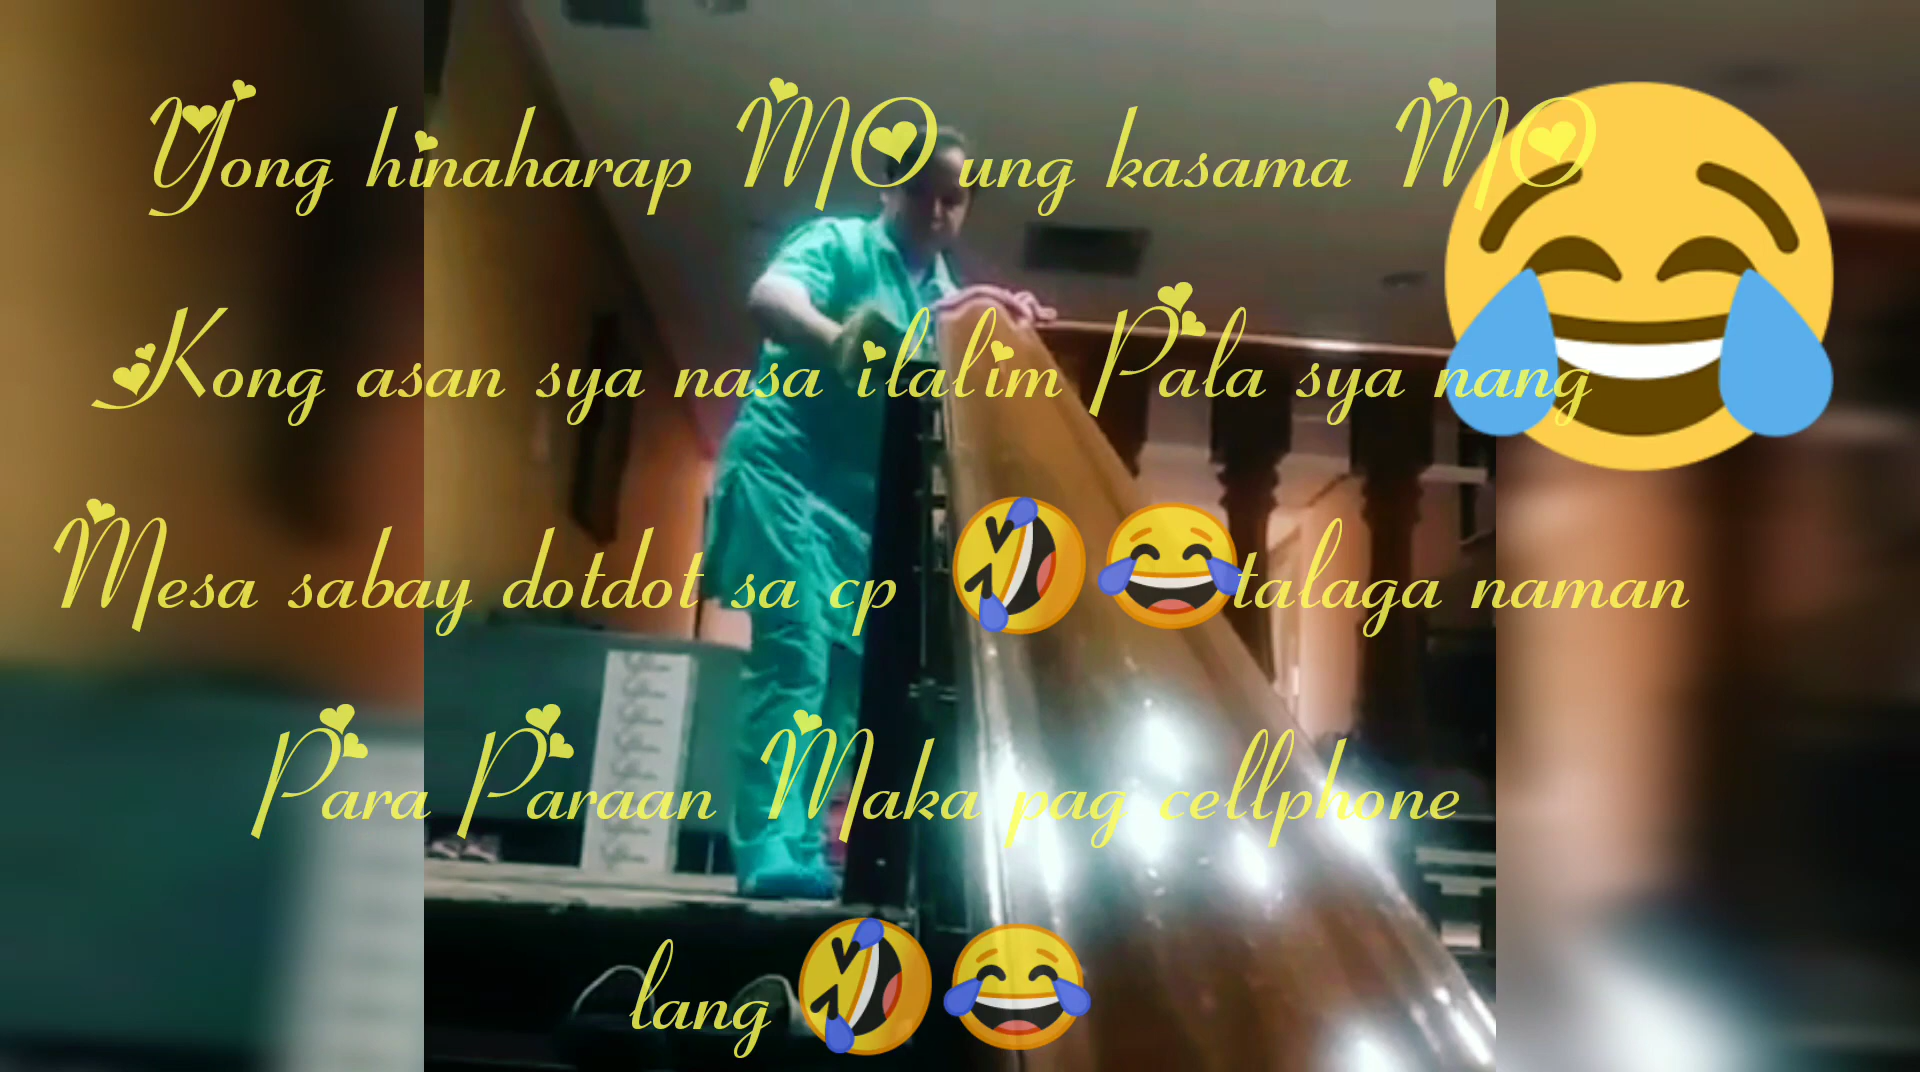 Yong hinaharap MO ung kasama MO
Kong asan sya nasa ilalim Pala sya nang
Mesa sabay dotdot sa cp 🤣😂talaga naman
Para Paraan Maka pag cellphone
lang 🤣😂